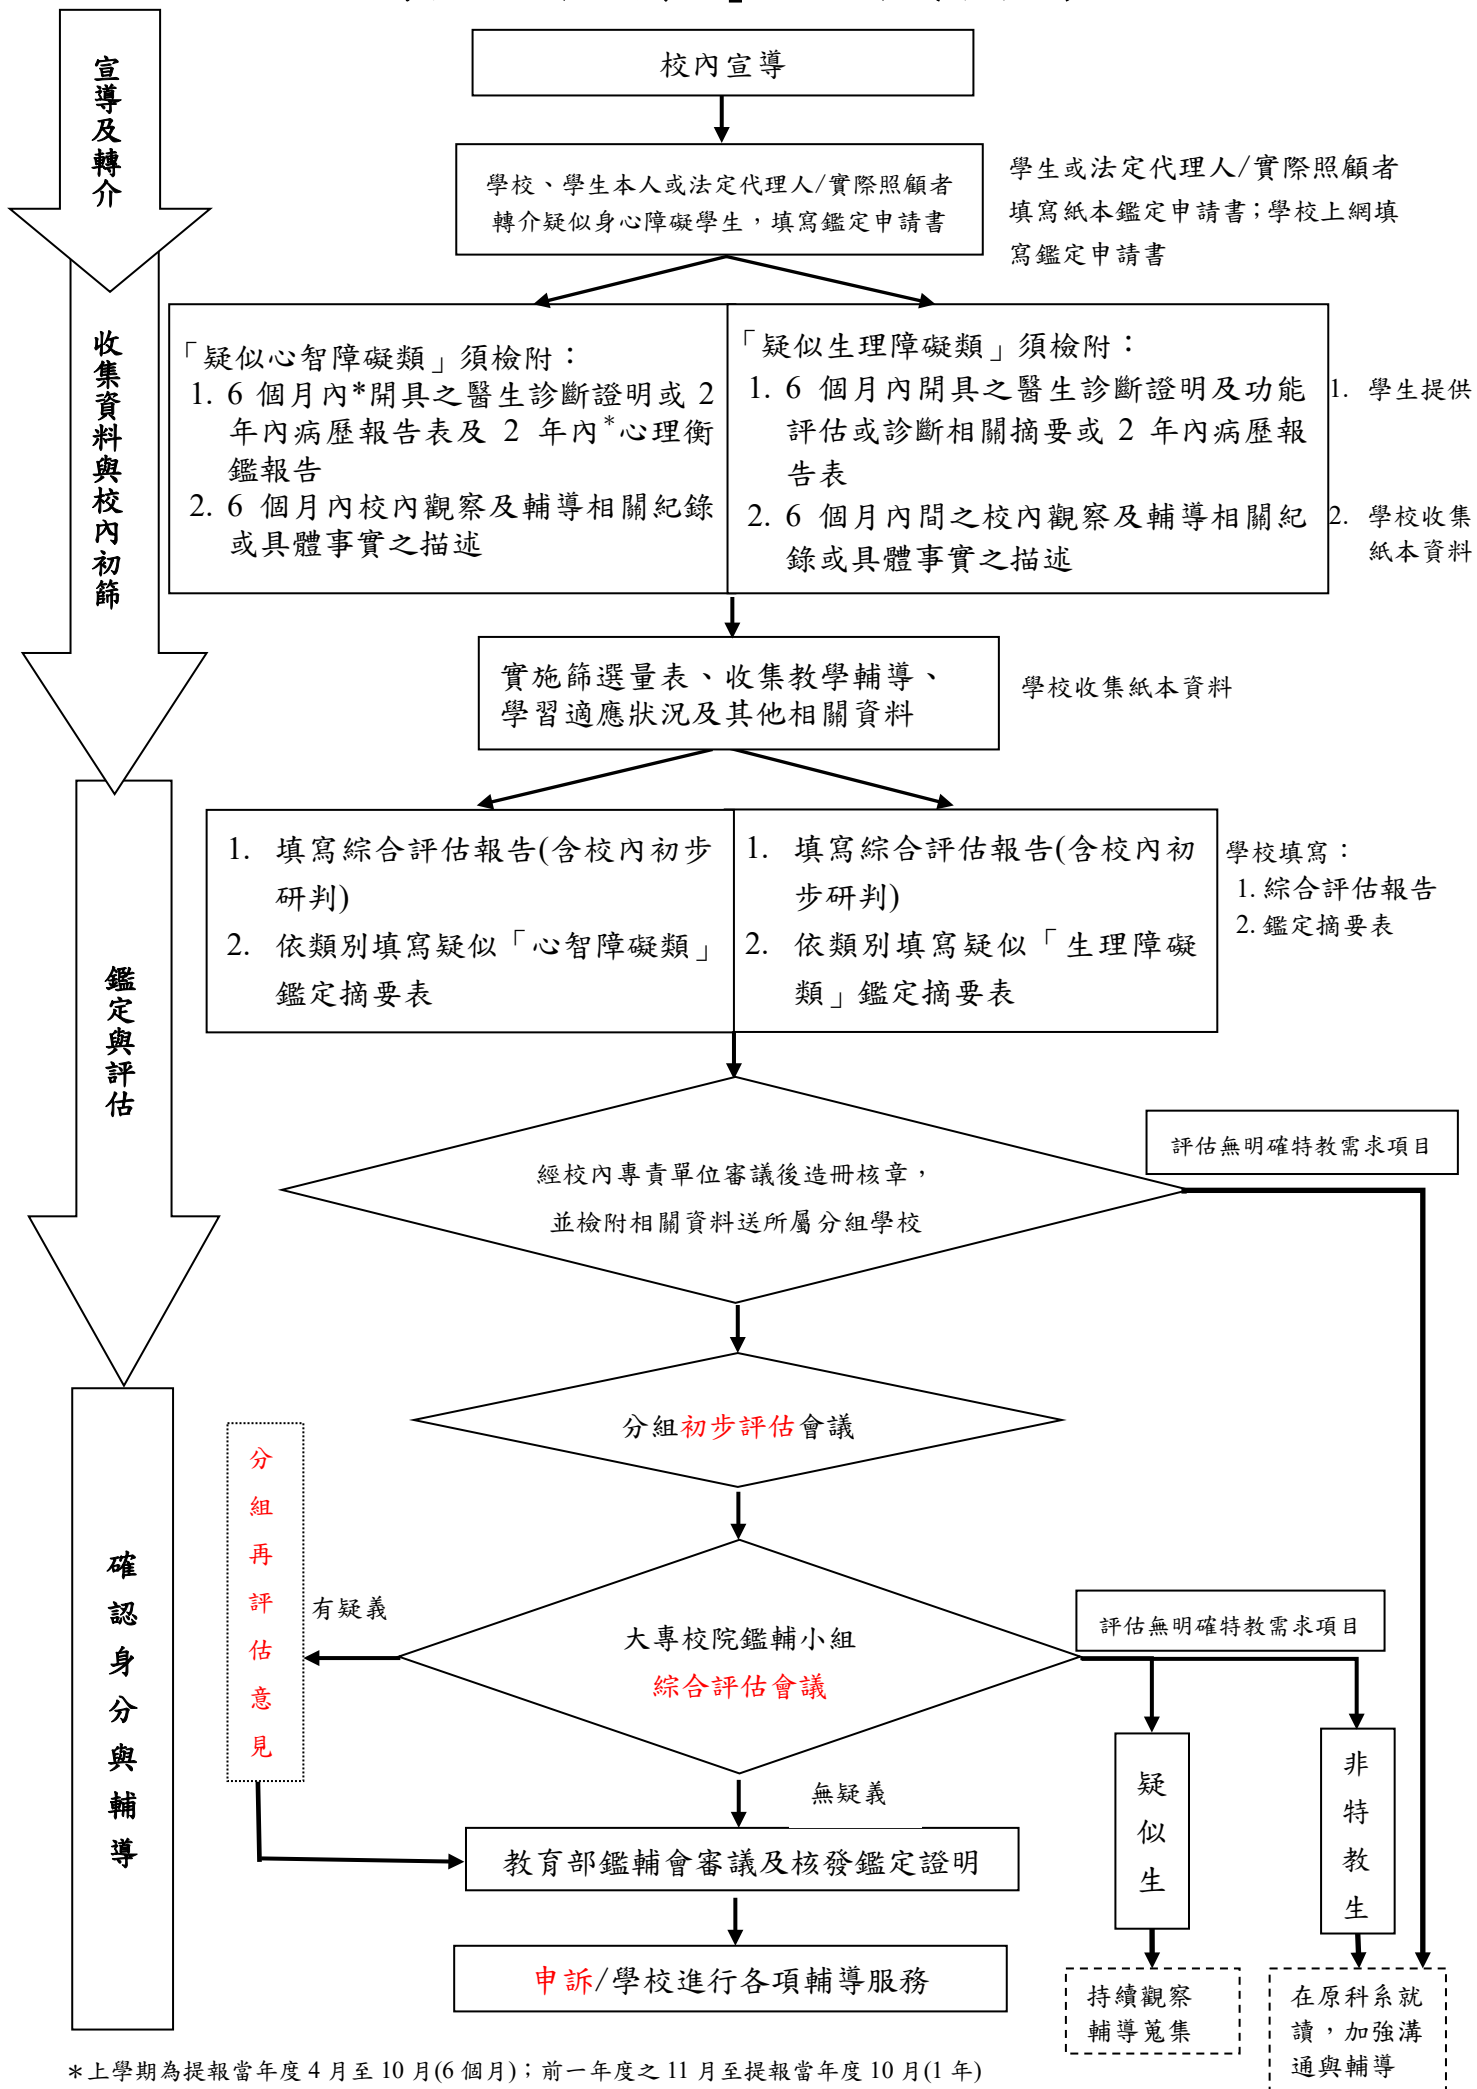 宣導及轉介
校內宣導
學校、學生本人或法定代理人/實際照顧者
轉介疑似身心障礙學生，填寫鑑定申請書
學生或法定代理人/實際照顧者
填寫紙本鑑定申請書；學校上網填
寫鑑定申請書
收集資料與校內初篩
「疑似心智障礙類」須檢附：
1. 6 個月內*開具之醫生診斷證明或 2
年內病歷報告表及 2 年內*心理衡
鑑報告
2. 6 個月內校內觀察及輔導相關紀錄
或具體事實之描述
「疑似生理障礙類」須檢附：
1. 6 個月內開具之醫生診斷證明及功能
評估或診斷相關摘要或 2 年內病歷報
告表
2. 6 個月內間之校內觀察及輔導相關紀
錄或具體事實之描述
1. 學生提供
2. 學校收集
紙本資料
實施篩選量表、收集教學輔導、
學習適應狀況及其他相關資料
學校收集紙本資料
鑑定與評估
1. 填寫綜合評估報告(含校內初步
研判)
2. 依類別填寫疑似「心智障礙類」
鑑定摘要表
1. 填寫綜合評估報告(含校內初
步研判)
2. 依類別填寫疑似「生理障礙
類」鑑定摘要表
學校填寫：
1. 綜合評估報告
2. 鑑定摘要表
經校內專責單位審議後造冊核章，
並檢附相關資料送所屬分組學校
評估無明確特教需求項目
分組初步評估會議
確認身分與輔導
分組再評估意見
有疑義
大專校院鑑輔小組
綜合評估會議
評估無明確特教需求項目
無疑義
疑似生
非特教生
教育部鑑輔會審議及核發鑑定證明
申訴/學校進行各項輔導服務
持續觀察
輔導蒐集
在原科系就
讀，加強溝
通與輔導
*上學期為提報當年度 4 月至 10 月(6 個月)；前一年度之 11 月至提報當年度 10 月(1 年)